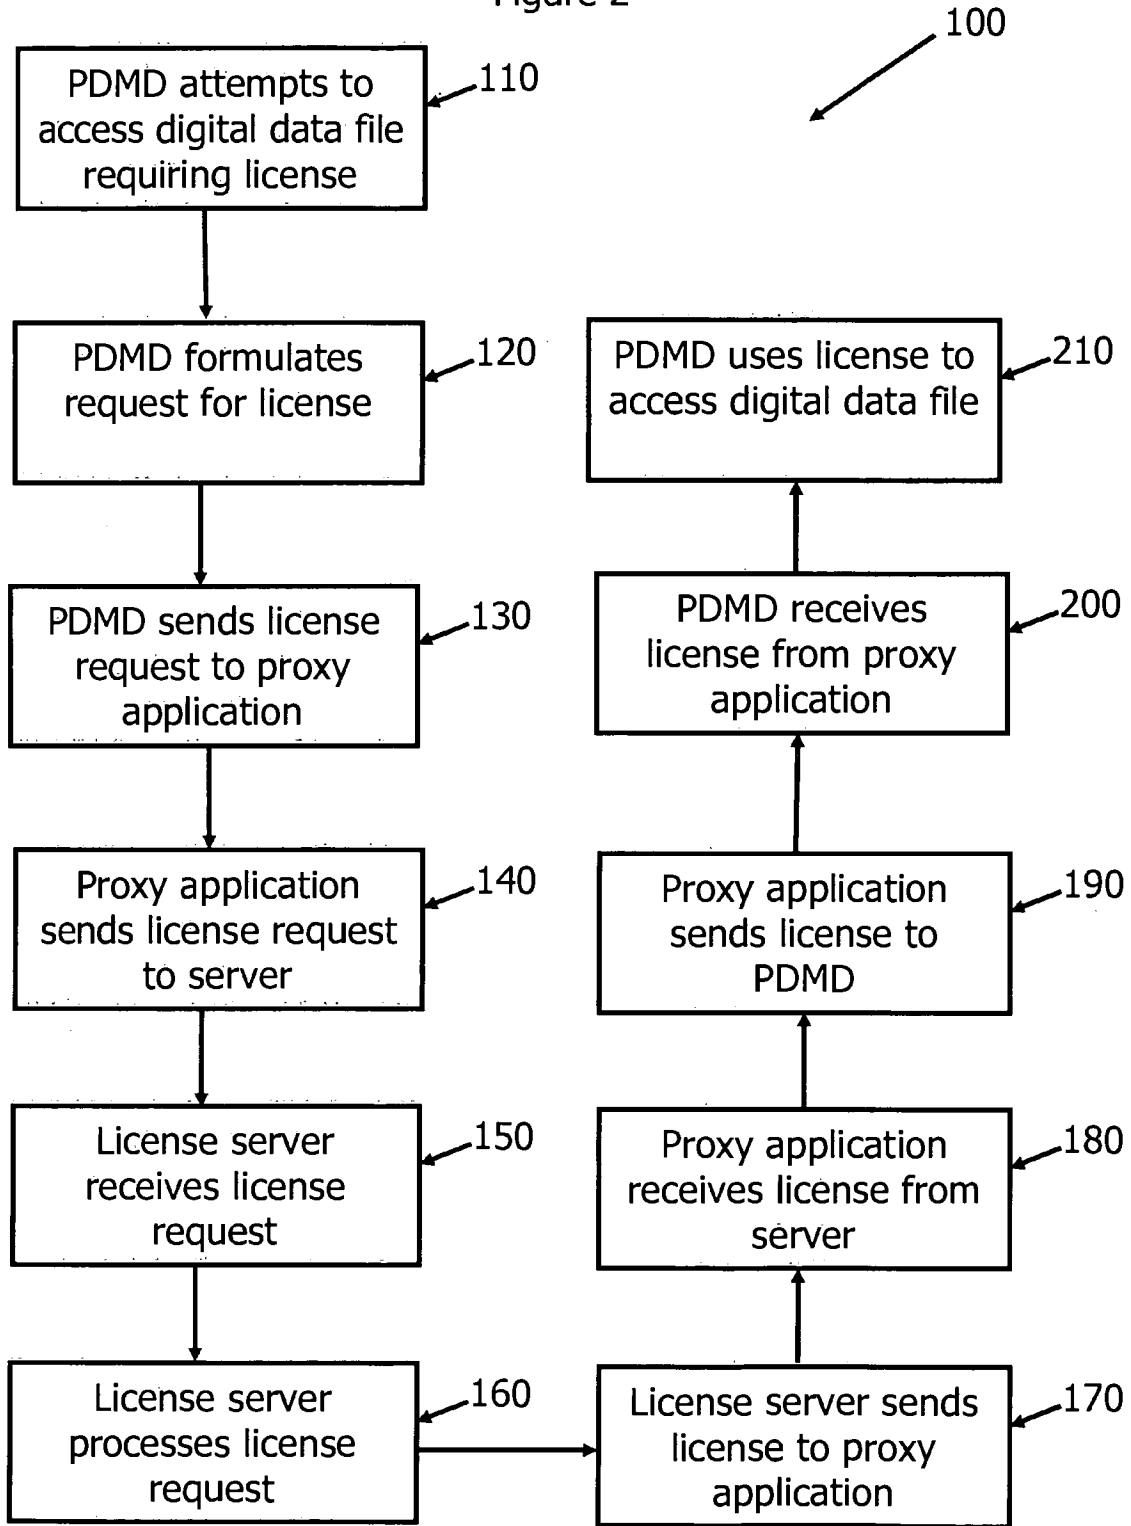 Figure 2
100
PDMD attempts to
access digital data file
requiring license
110
PDMD formulates
request for license
120
PDMD sends license
request to proxy
application
130
Proxy application
sends license request
to server
140
License server
receives license
request
150
License server
processes license
request
160
License server sends
license to proxy
application
170
Proxy application
receives license from
server
180
Proxy application
sends license to
PDMD
190
PDMD receives
license from proxy
application
200
PDMD uses license to
access digital data file
210